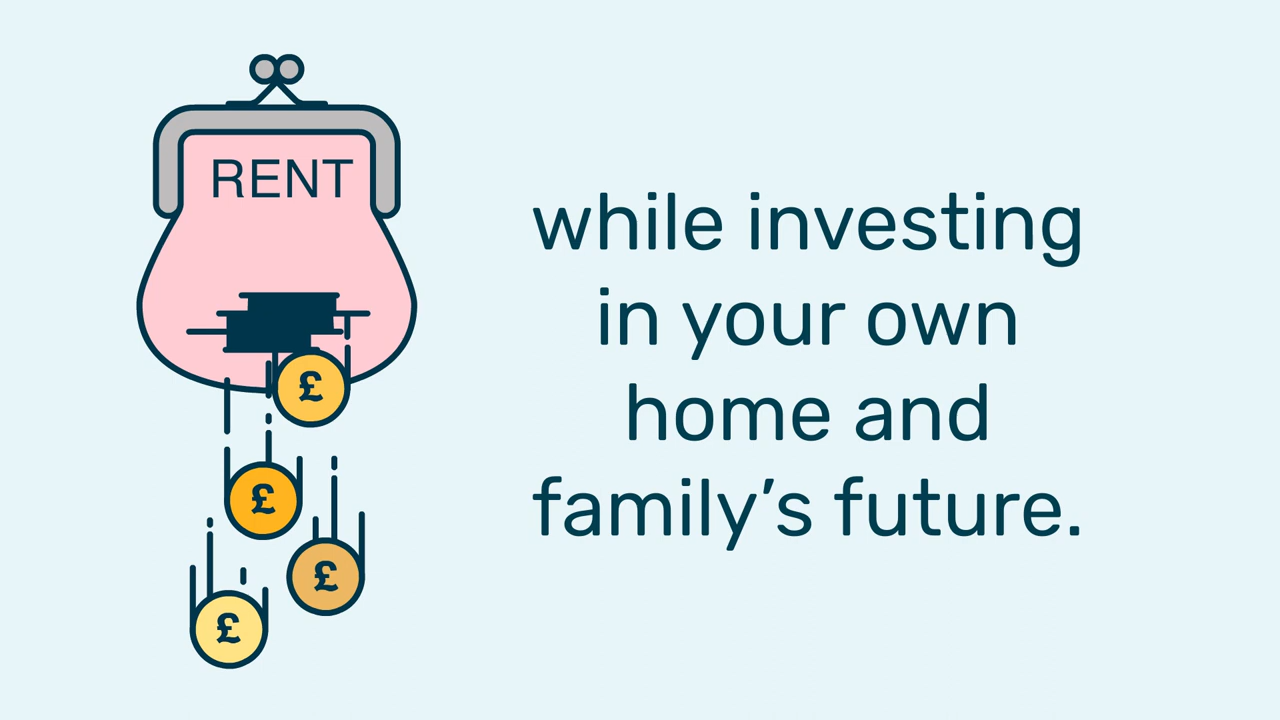 RENT
while investing
in your own
home and
family’s future.
£
£
£
£